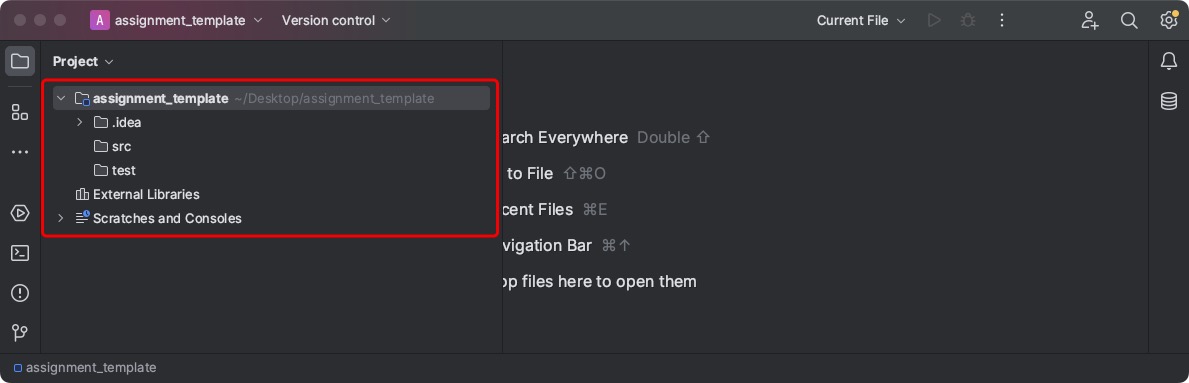 A assignment_template Version control Current File
Project
assignment_template ~/Desktop/assignment_template
.idea
src
test
External Libraries
Scratches and Consoles
arch Everywhere Double ⇧
to File ⇧⌘O
cent Files ⌘E
vigation Bar ⌘↑
op files here to open them
assignment_template